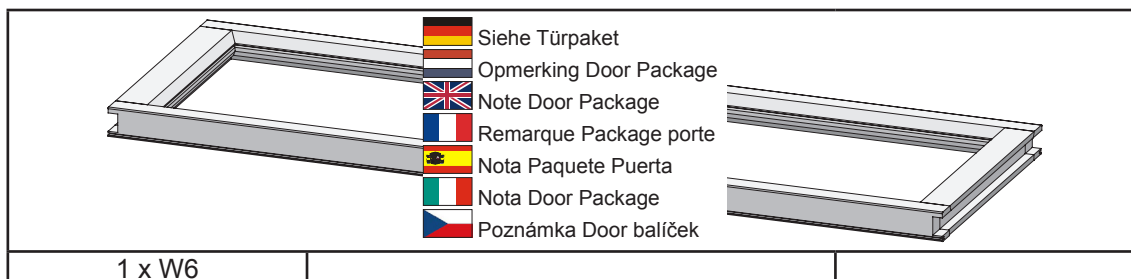 Siehe Türpaket
Opmerking Door Package
Note Door Package
Remarque Package porte
Nota Paquete Puerta
Nota Door Package
Poznámka Door balíček
1 x W6